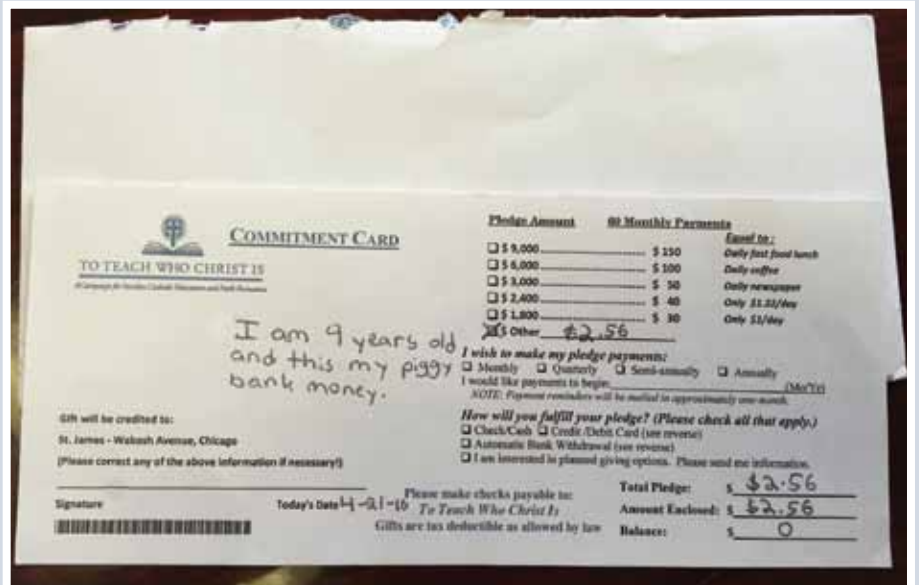 COMMITMENT CARD
TO TEACH WHO CHRIST IS
A Campaign for Catholic Education and Faith Formation
I am 9 years old
and this my piggy
bank money.
Gift will be credited to:
St. James - Wabash Avenue, Chicago
(Please correct any of the above information if necessary!)
Signature
Today's Date 4-21-16
Pledge Amount 60 Monthly Payments
Equal to:
$ 9,000 $ 150 Daily fast food lunch
$ 6,000 $ 100 Daily coffee
$ 3,000 $ 50 Daily newspaper
$ 2,400 $ 40 Only $1.33/day
$ 1,800 $ 30 Only $1/day
$ Other $2.56
I wish to make my pledge payments:
Monthly Quarterly Semi-annually Annually
I would like payments to begin: (Mo/Yr)
NOTE: Payment reminders will be mailed in approximately one month.
How will you fulfill your pledge? (Please check all that apply.)
Check/Cash Credit /Debit Card (see reverse)
Automatic Bank Withdrawal (see reverse)
I am interested in planned giving options. Please send me information.
Please make checks payable to:
To Teach Who Christ Is
Gifts are tax deductible as allowed by law
Total Pledge: $ $2.56
Amount Enclosed: $ $2.56
Balance: $ 0